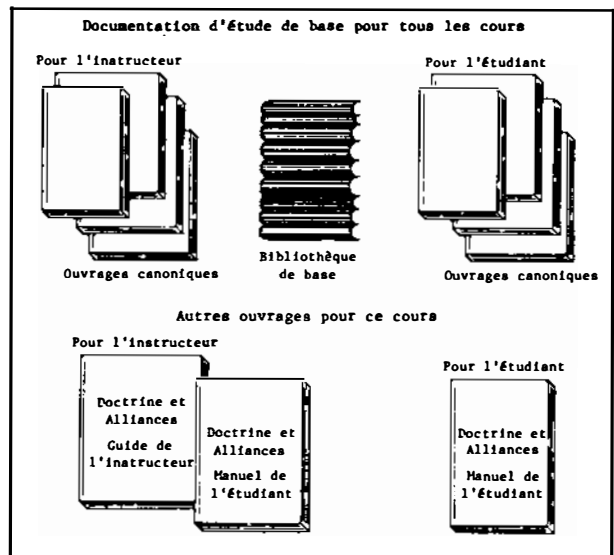 Documentation d'étude de base pour tous les cours
Pour l'instructeur
Pour l'étudiant
Ouvrages canoniques
Bibliothèque
de base
Ouvrages canoniques
Autres ouvrages pour ce cours
Pour l'instructeur
Doctrine et
Alliances
Guide de
l'instructeur
Doctrine et
Alliances
Manuel de
l'étudiant
Pour l'étudiant
Doctrine et
Alliances
Manuel de
l'étudiant